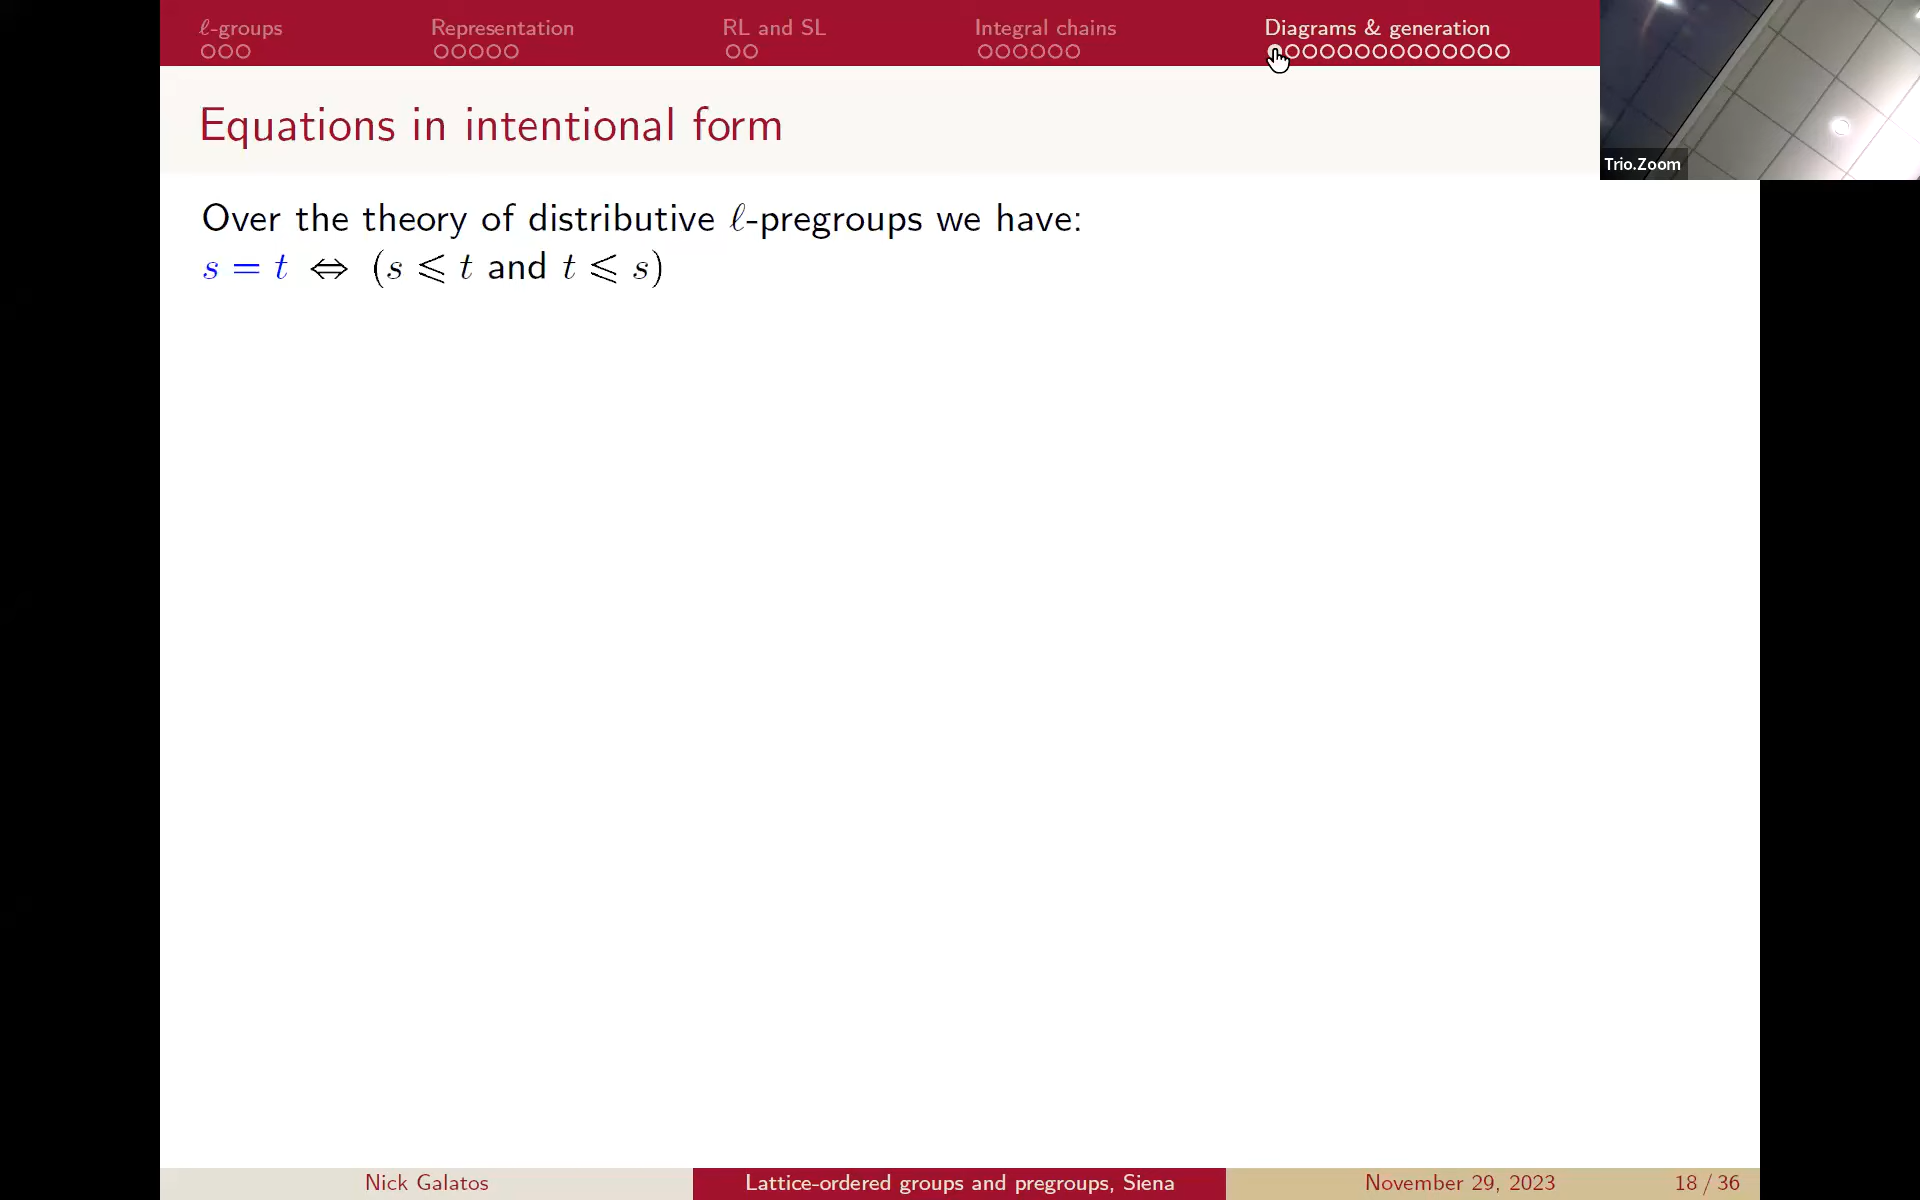 ℓ-groups
Representation
RL and SL
Integral chains
Diagrams & generation
Equations in intentional form
Trio.Zoom
Over the theory of distributive ℓ-pregroups we have:
s = t ⇔ (s ⩽ t and t ⩽ s)
Nick Galatos
Lattice-ordered groups and pregroups, Siena
November 29, 2023
18 / 36